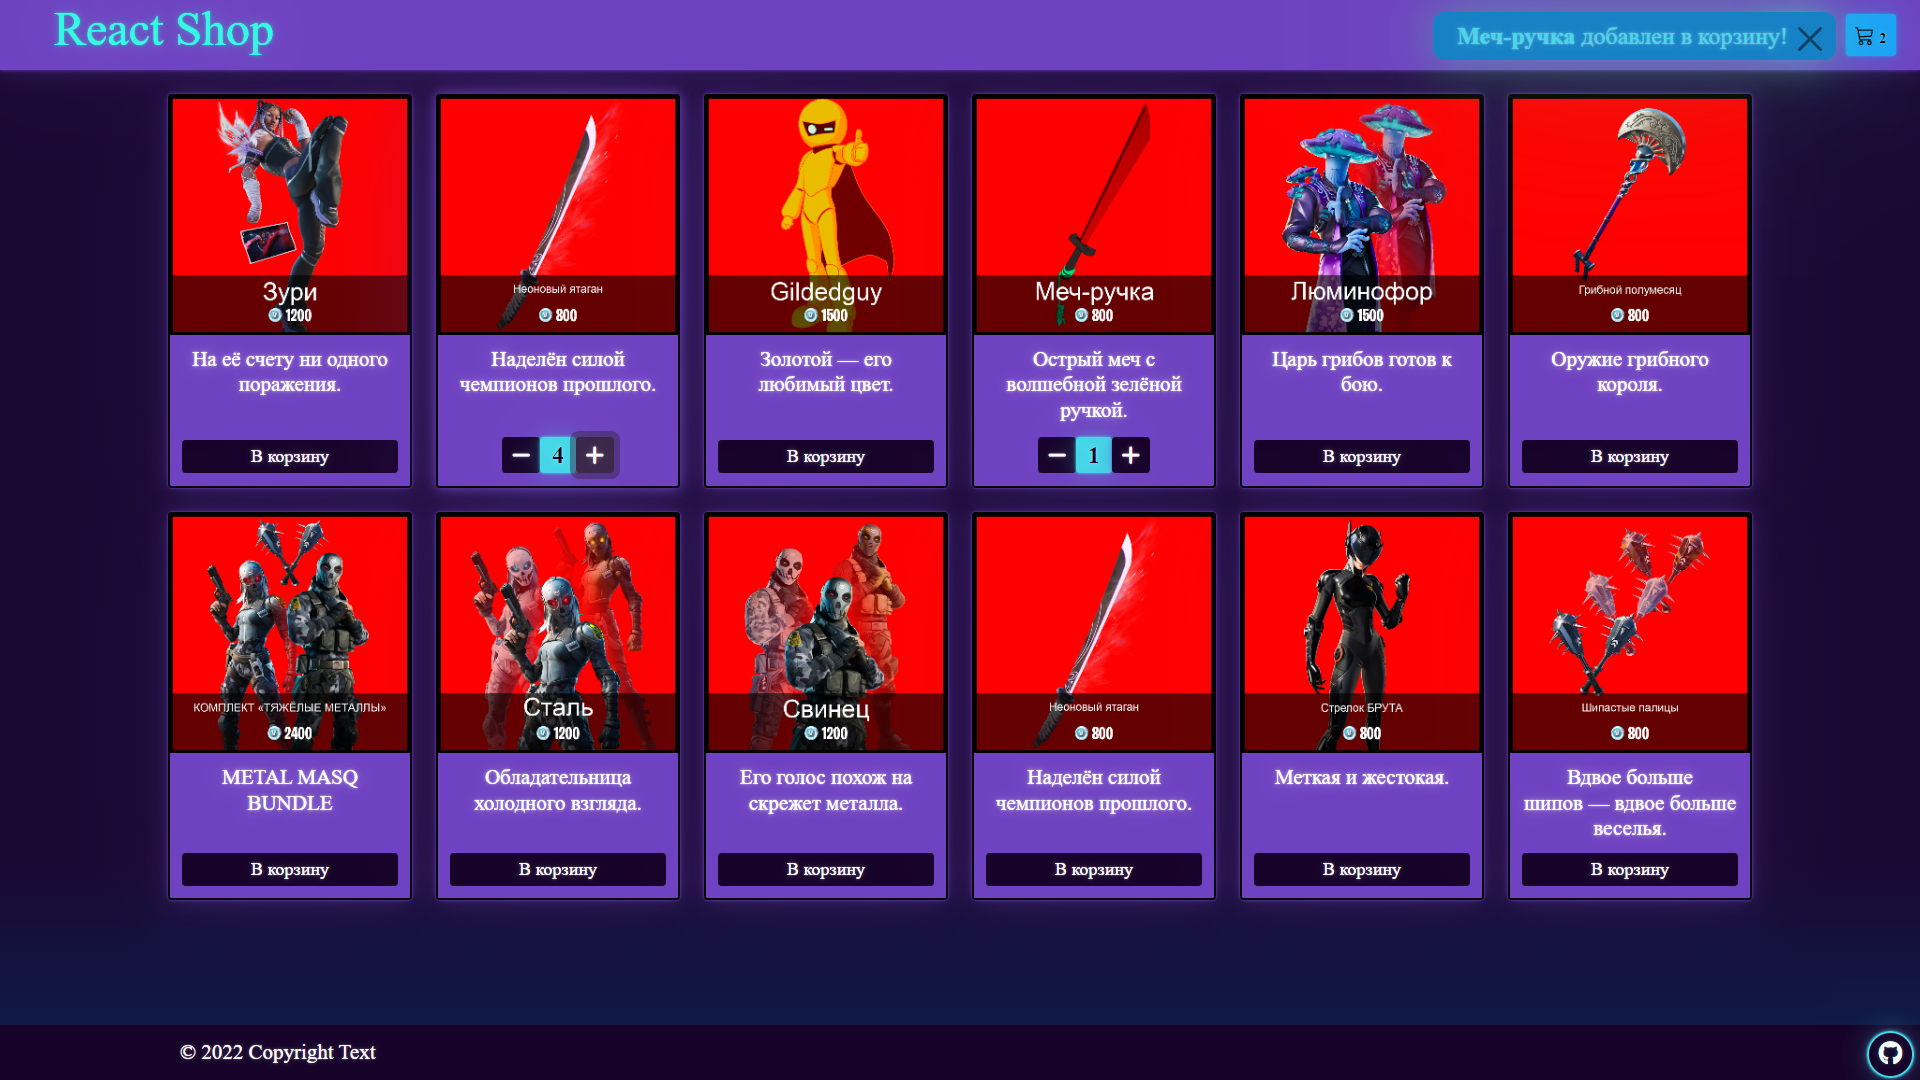 React Shop
Меч-ручка добавлен в корзину!
2
Зури
1200
Неоновый ятаган
800
Gildedguy
1500
Меч-ручка
800
Люминофор
1500
Грибной полумесяц
800
На её счету ни одного
поражения.
Наделён силой
чемпионов прошлого.
Золотой — его
любимый цвет.
Острый меч с
волшебной зелёной
ручкой.
Царь грибов готов к
бою.
Оружие грибного
короля.
В корзину
4
В корзину
1
В корзину
В корзину
КОМПЛЕКТ «ТЯЖЁЛЫЕ МЕТАЛЛЫ»
2400
Сталь
1200
Свинец
1200
Неоновый ятаган
800
Стрелок БРУТА
800
Шипастые палицы
800
METAL MASQ
BUNDLE
Обладательница
холодного взгляда.
Его голос похож на
скрежет металла.
Наделён силой
чемпионов прошлого.
Меткая и жестокая.
Вдвое больше
шипов — вдвое больше
веселья.
В корзину
В корзину
В корзину
В корзину
В корзину
В корзину
© 2022 Copyright Text